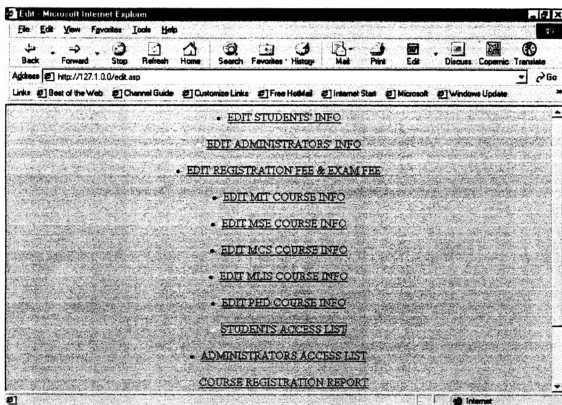 Edit - Microsoft Internet Explorer
File Edit View Favorites Tools Help
Back Forward Stop Refresh Home Search Favorites History Mail Print Edit Discuss Copernic Translate
Address http://127.1.0.0/edit.asp Go
Links Best of the Web Channel Guide Customize Links Free HotMail Internet Start Microsoft Windows Update
• EDIT STUDENTS' INFO
EDIT ADMINISTRATORS' INFO
• EDIT REGISTRATION FEE & EXAM FEE
• EDIT MIT COURSE INFO
• EDIT MSE COURSE INFO
• EDIT MCS COURSE INFO
• EDIT MLIS COURSE INFO
• EDIT PHD COURSE INFO
STUDENTS ACCESS LIST
• ADMINISTRATORS ACCESS LIST
COURSE REGISTRATION REPORT
Internet